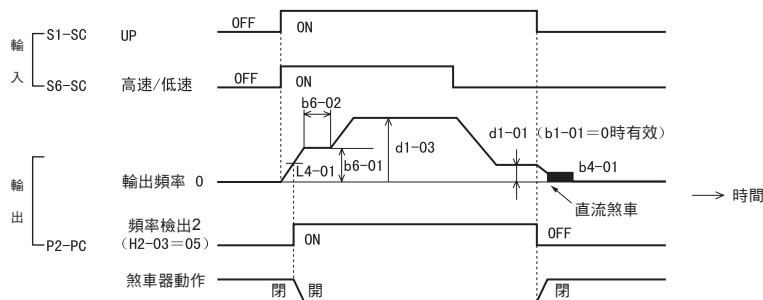 輸入
S1-SC UP OFF ON
S6-SC 高速/低速 OFF ON
b6-02
d1-01 (b1-01=0時有效)
d1-03
L4-01 b6-01
b4-01
輸出
輸出頻率 0
時間
直流煞車
頻率檢出2
P2-PC (H2-03=05) ON OFF
煞車器動作 閉 開 閉